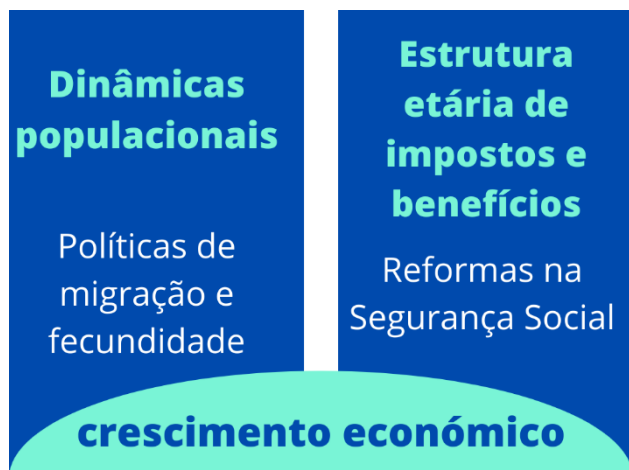 Dinâmicas
populacionais
Políticas de
migração e
fecundidade
Estrutura
etária de
impostos e
benefícios
Reformas na
Segurança Social
crescimento económico